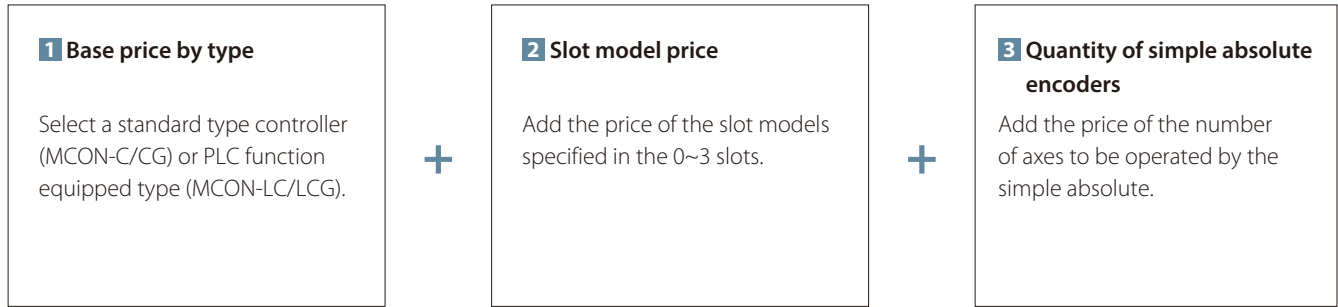 1 Base price by type
Select a standard type controller
(MCON-C/CG) or PLC function
equipped type (MCON-LC/LCG).
+
2 Slot model price
Add the price of the slot models
specified in the 0~3 slots.
+
3 Quantity of simple absolute
encoders
Add the price of the number
of axes to be operated by the
simple absolute.